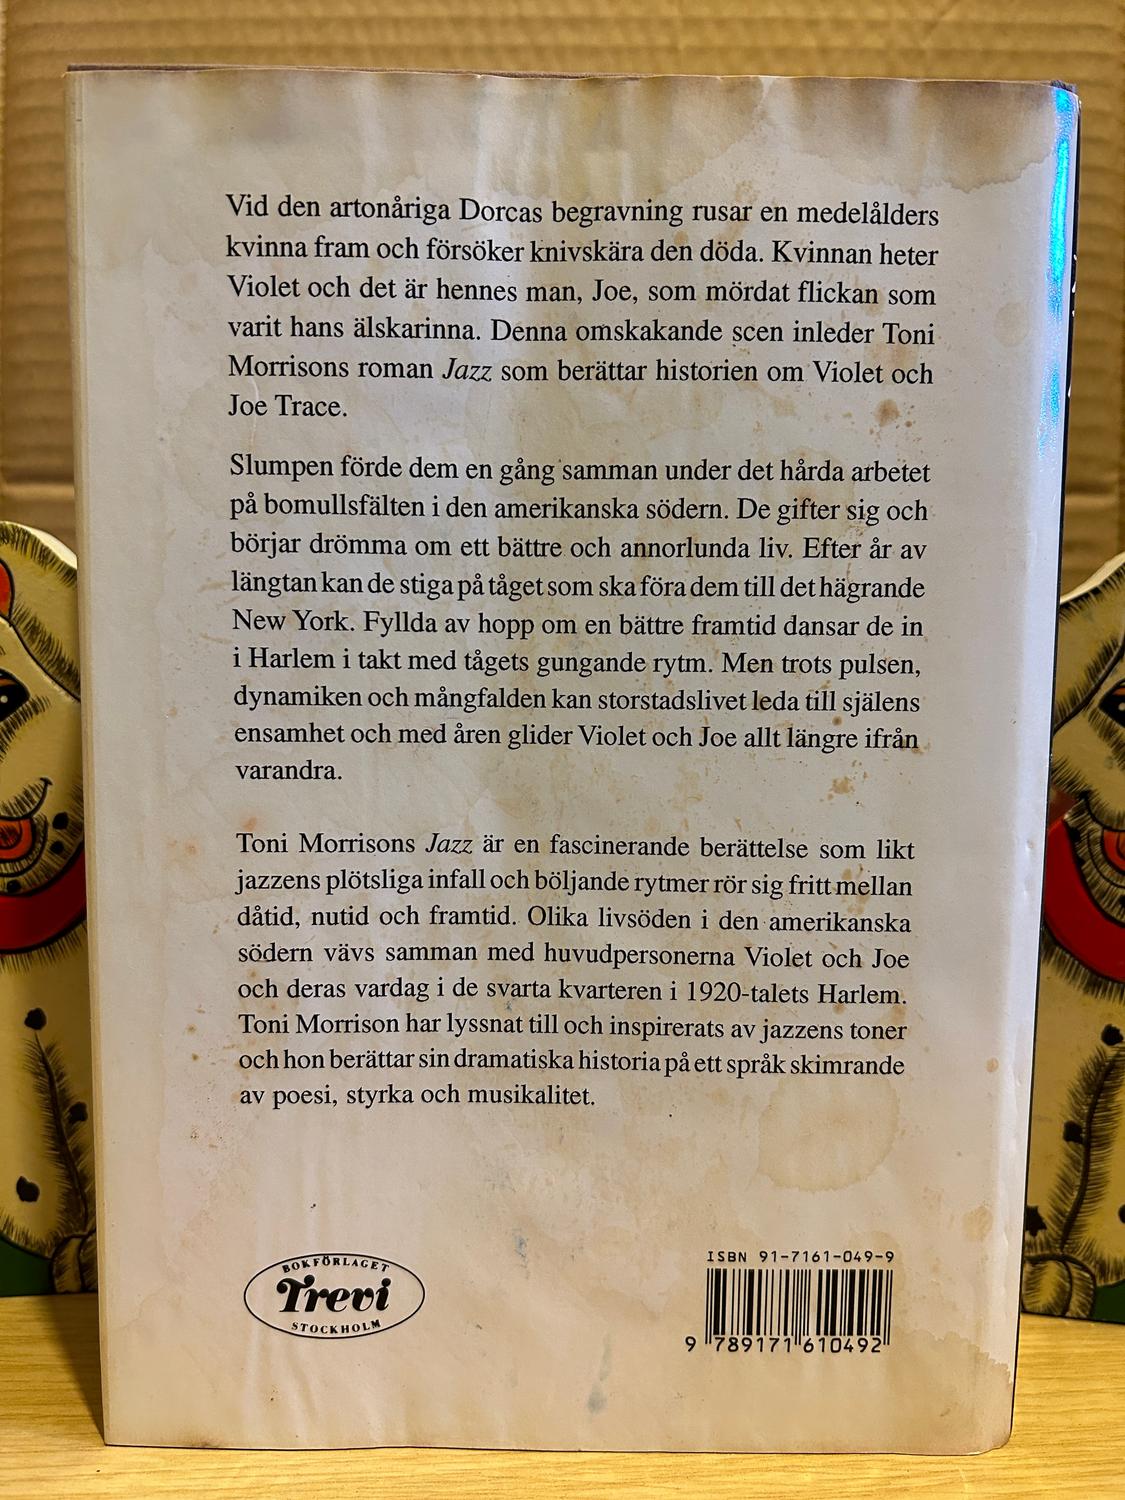 Vid den artonåriga Dorcas begravning rusar en medelålders
kvinna fram och försöker knivskära den döda. Kvinnan heter
Violet och det är hennes man, Joe, som mördat flickan som
varit hans älskarinna. Denna omskakande scen inleder Toni
Morrisons roman Jazz som berättar historien om Violet och
Joe Trace.
Slumpen förde dem en gång samman under det hårda arbetet
på bomullsfälten i den amerikanska södern. De gifter sig och
börjar drömma om ett bättre och annorlunda liv. Efter år av
längtan kan de stiga på tåget som ska föra dem till det hägrande
New York. Fyllda av hopp om en bättre framtid dansar de in
i Harlem i takt med tågets gungande rytm. Men trots pulsen,
dynamiken och mångfalden kan storstadslivet leda till själens
ensamhet och med åren glider Violet och Joe allt längre ifrån
varandra.
Toni Morrisons Jazz är en fascinerande berättelse som likt
jazzens plötsliga infall och böljande rytmer rör sig fritt mellan
dåtid, nutid och framtid. Olika livsöden i den amerikanska
södern vävs samman med huvudpersonerna Violet och Joe
och deras vardag i de svarta kvarteren i 1920-talets Harlem.
Toni Morrison har lyssnat till och inspirerats av jazzens toner
och hon berättar sin dramatiska historia på ett språk skimrande
av poesi, styrka och musikalitet.
BOKFÖRLAGET
Trevi
STOCKHOLM
ISBN 91-7161-049-9
9 789171 610492